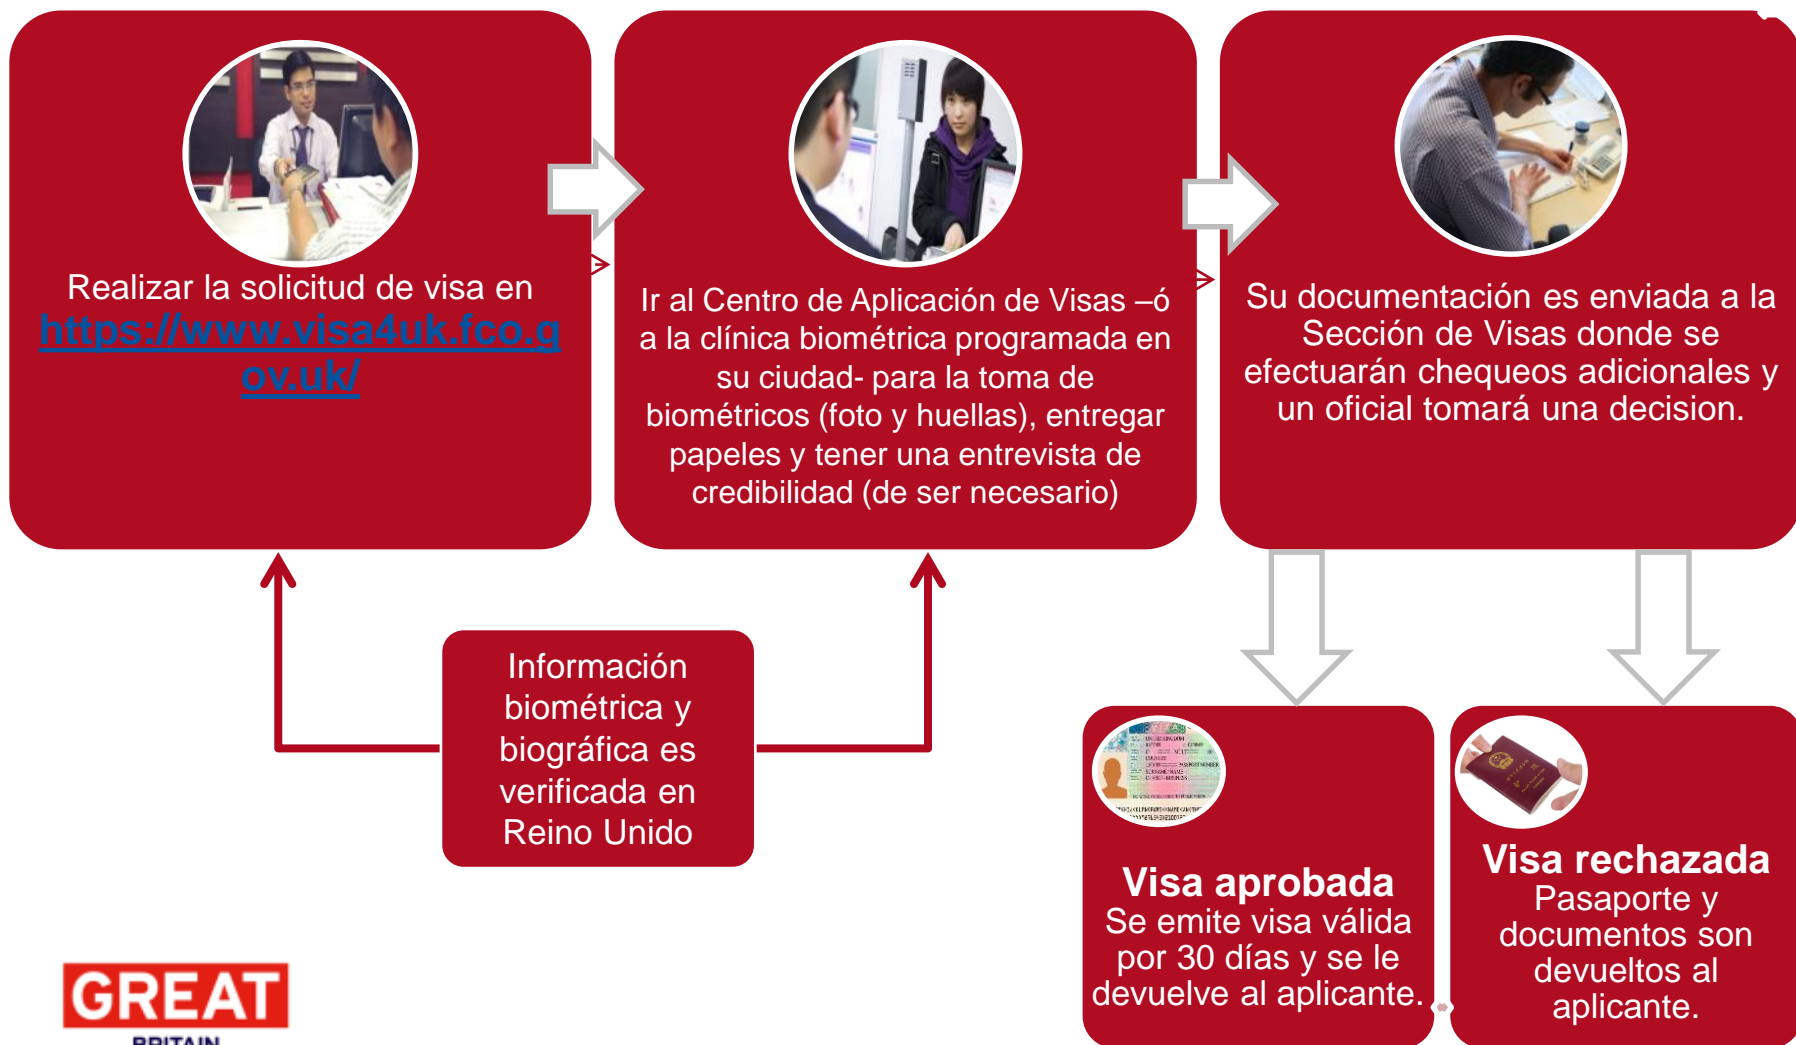 Realizar la solicitud de visa en
https://www.visa4uk.fco.g
ov.uk/
Ir al Centro de Aplicación de Visas –ó
a la clínica biométrica programada en
su ciudad- para la toma de
biométricos (foto y huellas), entregar
papeles y tener una entrevista de
credibilidad (de ser necesario)
Su documentación es enviada a la
Sección de Visas donde se
efectuarán chequeos adicionales y
un oficial tomará una decision.
Información
biométrica y
biográfica es
verificada en
Reino Unido
Visa aprobada
Se emite visa válida
por 30 días y se le
devuelve al aplicante.
Visa rechazada
Pasaporte y
documentos son
devueltos al
aplicante.
GREAT
BRITAIN